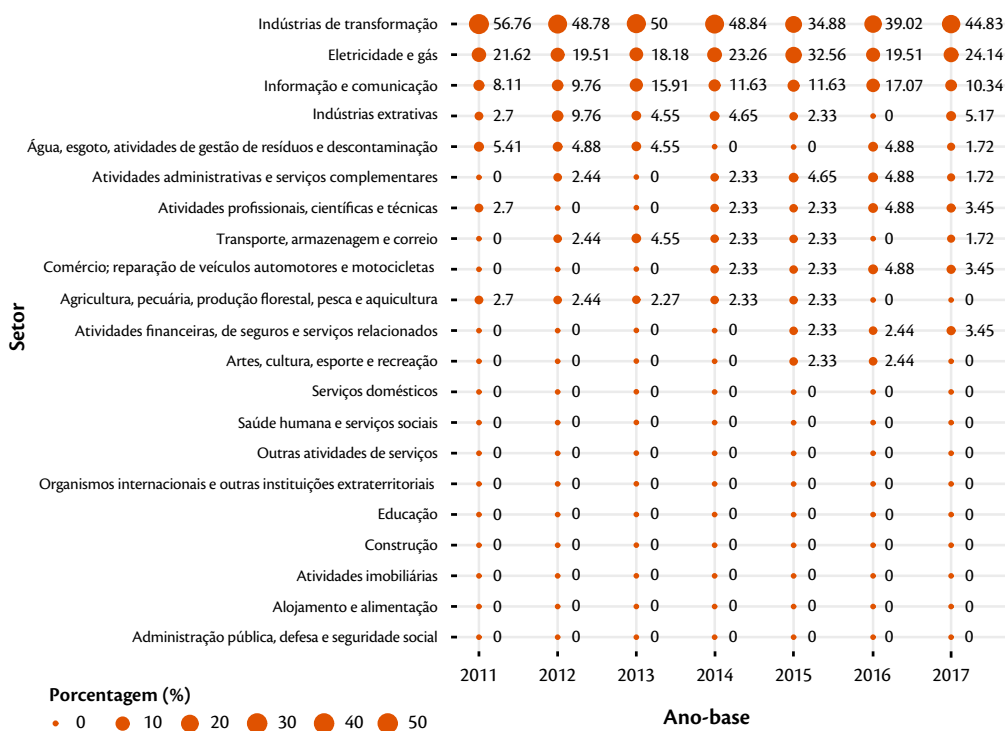 Indústrias de transformação 56.76 48.78 50 48.84 34.88 39.02 44.83
Eletricidade e gás 21.62 19.51 18.18 23.26 32.56 19.51 24.14
Informação e comunicação 8.11 9.76 15.91 11.63 11.63 17.07 10.34
Indústrias extrativas 2.7 9.76 4.55 4.65 2.33 0 5.17
Água, esgoto, atividades de gestão de resíduos e descontaminação 5.41 4.88 4.55 0 0 4.88 1.72
Atividades administrativas e serviços complementares 0 2.44 0 2.33 4.65 4.88 1.72
Atividades profissionais, científicas e técnicas 2.7 0 0 2.33 2.33 4.88 3.45
Transporte, armazenagem e correio 0 2.44 4.55 2.33 2.33 0 1.72
Comércio; reparação de veículos automotores e motocicletas 0 0 0 2.33 2.33 4.88 3.45
Agricultura, pecuária, produção florestal, pesca e aquicultura 2.7 2.44 2.27 2.33 2.33 0 0
Atividades financeiras, de seguros e serviços relacionados 0 0 0 0 2.33 2.44 3.45
Artes, cultura, esporte e recreação 0 0 0 0 2.33 2.44 0
Serviços domésticos 0 0 0 0 0 0 0
Saúde humana e serviços sociais 0 0 0 0 0 0 0
Outras atividades de serviços 0 0 0 0 0 0 0
Organismos internacionais e outras instituições extraterritoriais 0 0 0 0 0 0 0
Educação 0 0 0 0 0 0 0
Construção 0 0 0 0 0 0 0
Atividades imobiliárias 0 0 0 0 0 0 0
Alojamento e alimentação 0 0 0 0 0 0 0
Administração pública, defesa e seguridade social 0 0 0 0 0 0 0
Setor
2011 2012 2013 2014 2015 2016 2017
Ano-base
Porcentagem (%)
0 10 20 30 40 50